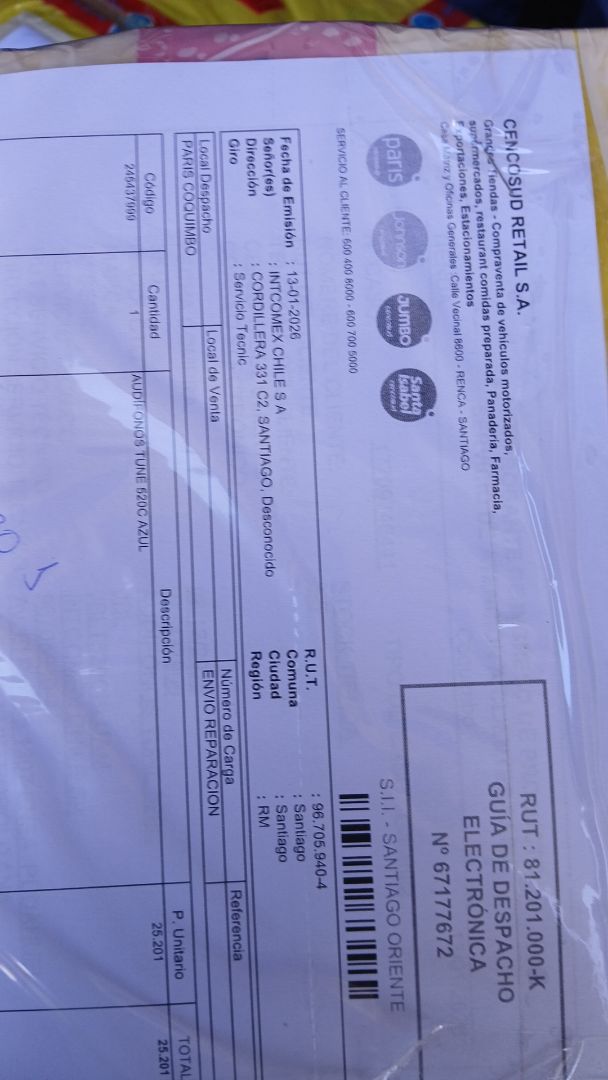 CENCOSUD RETAIL S.A.
Grandes Tiendas - Compraventa de vehículos motorizados,
supermercados, restaurant comidas preparada, Panadería, Farmacia,
Exportaciones, Estacionamientos
Casa Matriz y Oficinas Generales :Calle Vecinal 8600 - RENCA - SANTIAGO
paris
Johnson
JUMBO
cencosud
Santa Isabel
cencosud
SERVICIO AL CLIENTE: 600 400 8000 - 600 700 5000
RUT : 81.201.000-K
GUÍA DE DESPACHO
ELECTRÓNICA
Nº 67177672
S.I.I. - SANTIAGO ORIENTE
Fecha de Emisión : 13-01-2026
Señor(es) : INTCOMEX CHILE S A
Dirección : CORDILLERA 331 C2, SANTIAGO, Desconocido
Giro : Servicio Tecnic
R.U.T. : 96.705.940-4
Comuna : Santiago
Ciudad : Santiago
Región : RM
Local Despacho Local de Venta Número de Carga Referencia
PARIS COQUIMBO ENVIO REPARACION
Código Cantidad Descripción P. Unitario TOTAL
1 AUDIFONOS TUNE 520C AZUL 25.201 25.201